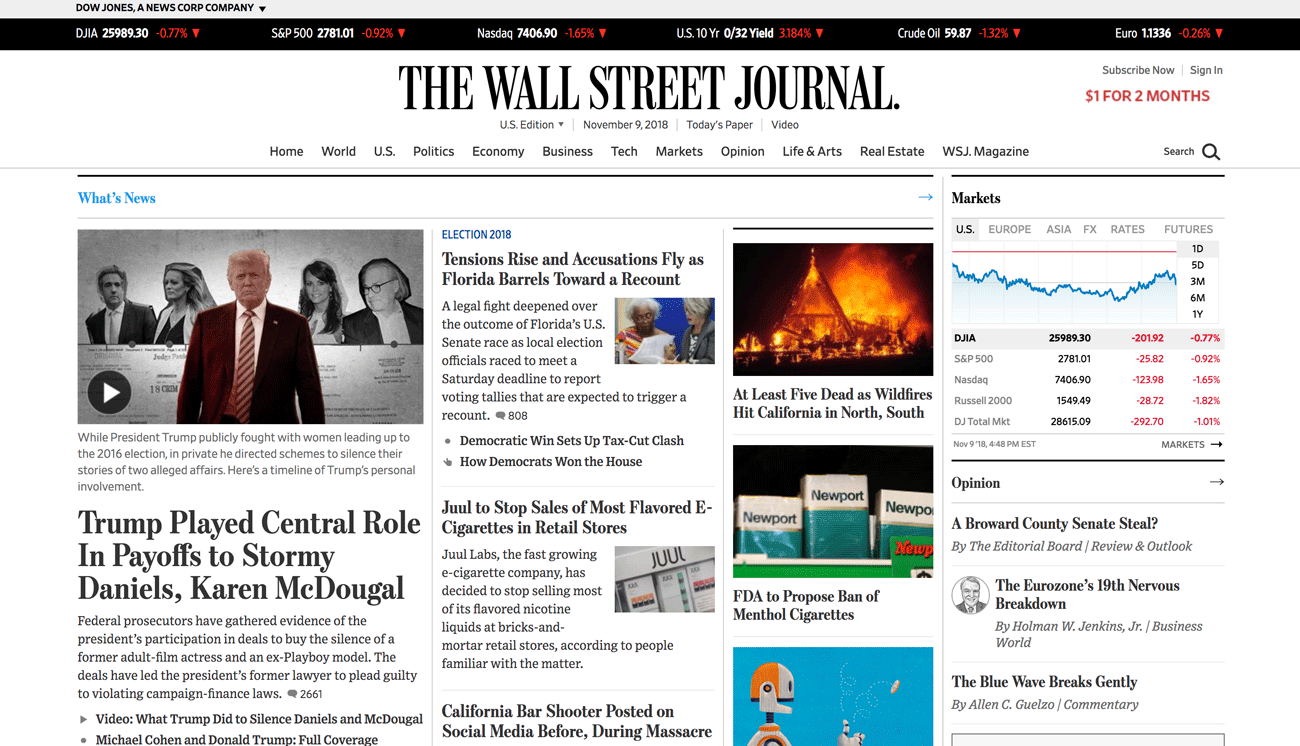 DOW JONES, A NEWS CORP COMPANY
DJIA 25989.30 -0.77%
S&P 500 2781.01 -0.92%
Nasdaq 7406.90 -1.65%
U.S. 10 Yr 0/32 Yield 3.184%
Crude Oil 59.87 -1.32%
Euro 1.1336 -0.26%
Subscribe Now
Sign In
$1 FOR 2 MONTHS
THE WALL STREET JOURNAL.
U.S. Edition
November 9, 2018
Today's Paper
Video
Home World U.S. Politics Economy Business Tech Markets Opinion Life & Arts Real Estate WSJ. Magazine
Search
What's News
While President Trump publicly fought with women leading up to
the 2016 election, in private he directed schemes to silence their
stories of two alleged affairs. Here's a timeline of Trump's personal
involvement.
Trump Played Central Role
In Payoffs to Stormy
Daniels, Karen McDougal
Federal prosecutors have gathered evidence of the
president's participation in deals to buy the silence of a
former adult-film actress and an ex-Playboy model. The
deals have led the president's former lawyer to plead guilty
to violating campaign-finance laws. 2661
Video: What Trump Did to Silence Daniels and McDougal
Michael Cohen and Donald Trump: Full Coverage
ELECTION 2018
Tensions Rise and Accusations Fly as
Florida Barrels Toward a Recount
A legal fight deepened over
the outcome of Florida's U.S.
Senate race as local election
officials raced to meet a
Saturday deadline to report
voting tallies that are expected to trigger a
recount. 808
Democratic Win Sets Up Tax-Cut Clash
How Democrats Won the House
Juul to Stop Sales of Most Flavored E-
Cigarettes in Retail Stores
Juul Labs, the fast growing
e-cigarette company, has
decided to stop selling most
of its flavored nicotine
liquids at bricks-and-
mortar retail stores, according to people
familiar with the matter.
JUUL
California Bar Shooter Posted on
Social Media Before, During Massacre
At Least Five Dead as Wildfires
Hit California in North, South
Newport
Newport
Newpo
Newp
FDA to Propose Ban of
Menthol Cigarettes
Markets
U.S. EUROPE ASIA FX RATES FUTURES
1D
5D
3M
6M
1Y
DJIA 25989.30 -201.92 -0.77%
S&P 500 2781.01 -25.82 -0.92%
Nasdaq 7406.90 -123.98 -1.65%
Russell 2000 1549.49 -28.72 -1.82%
DJ Total Mkt 28615.09 -292.70 -1.01%
Nov 9 '18, 4:48 PM EST
MARKETS
Opinion
A Broward County Senate Steal?
By The Editorial Board | Review & Outlook
The Eurozone's 19th Nervous
Breakdown
By Holman W. Jenkins, Jr. | Business
World
The Blue Wave Breaks Gently
By Allen C. Guelzo | Commentary